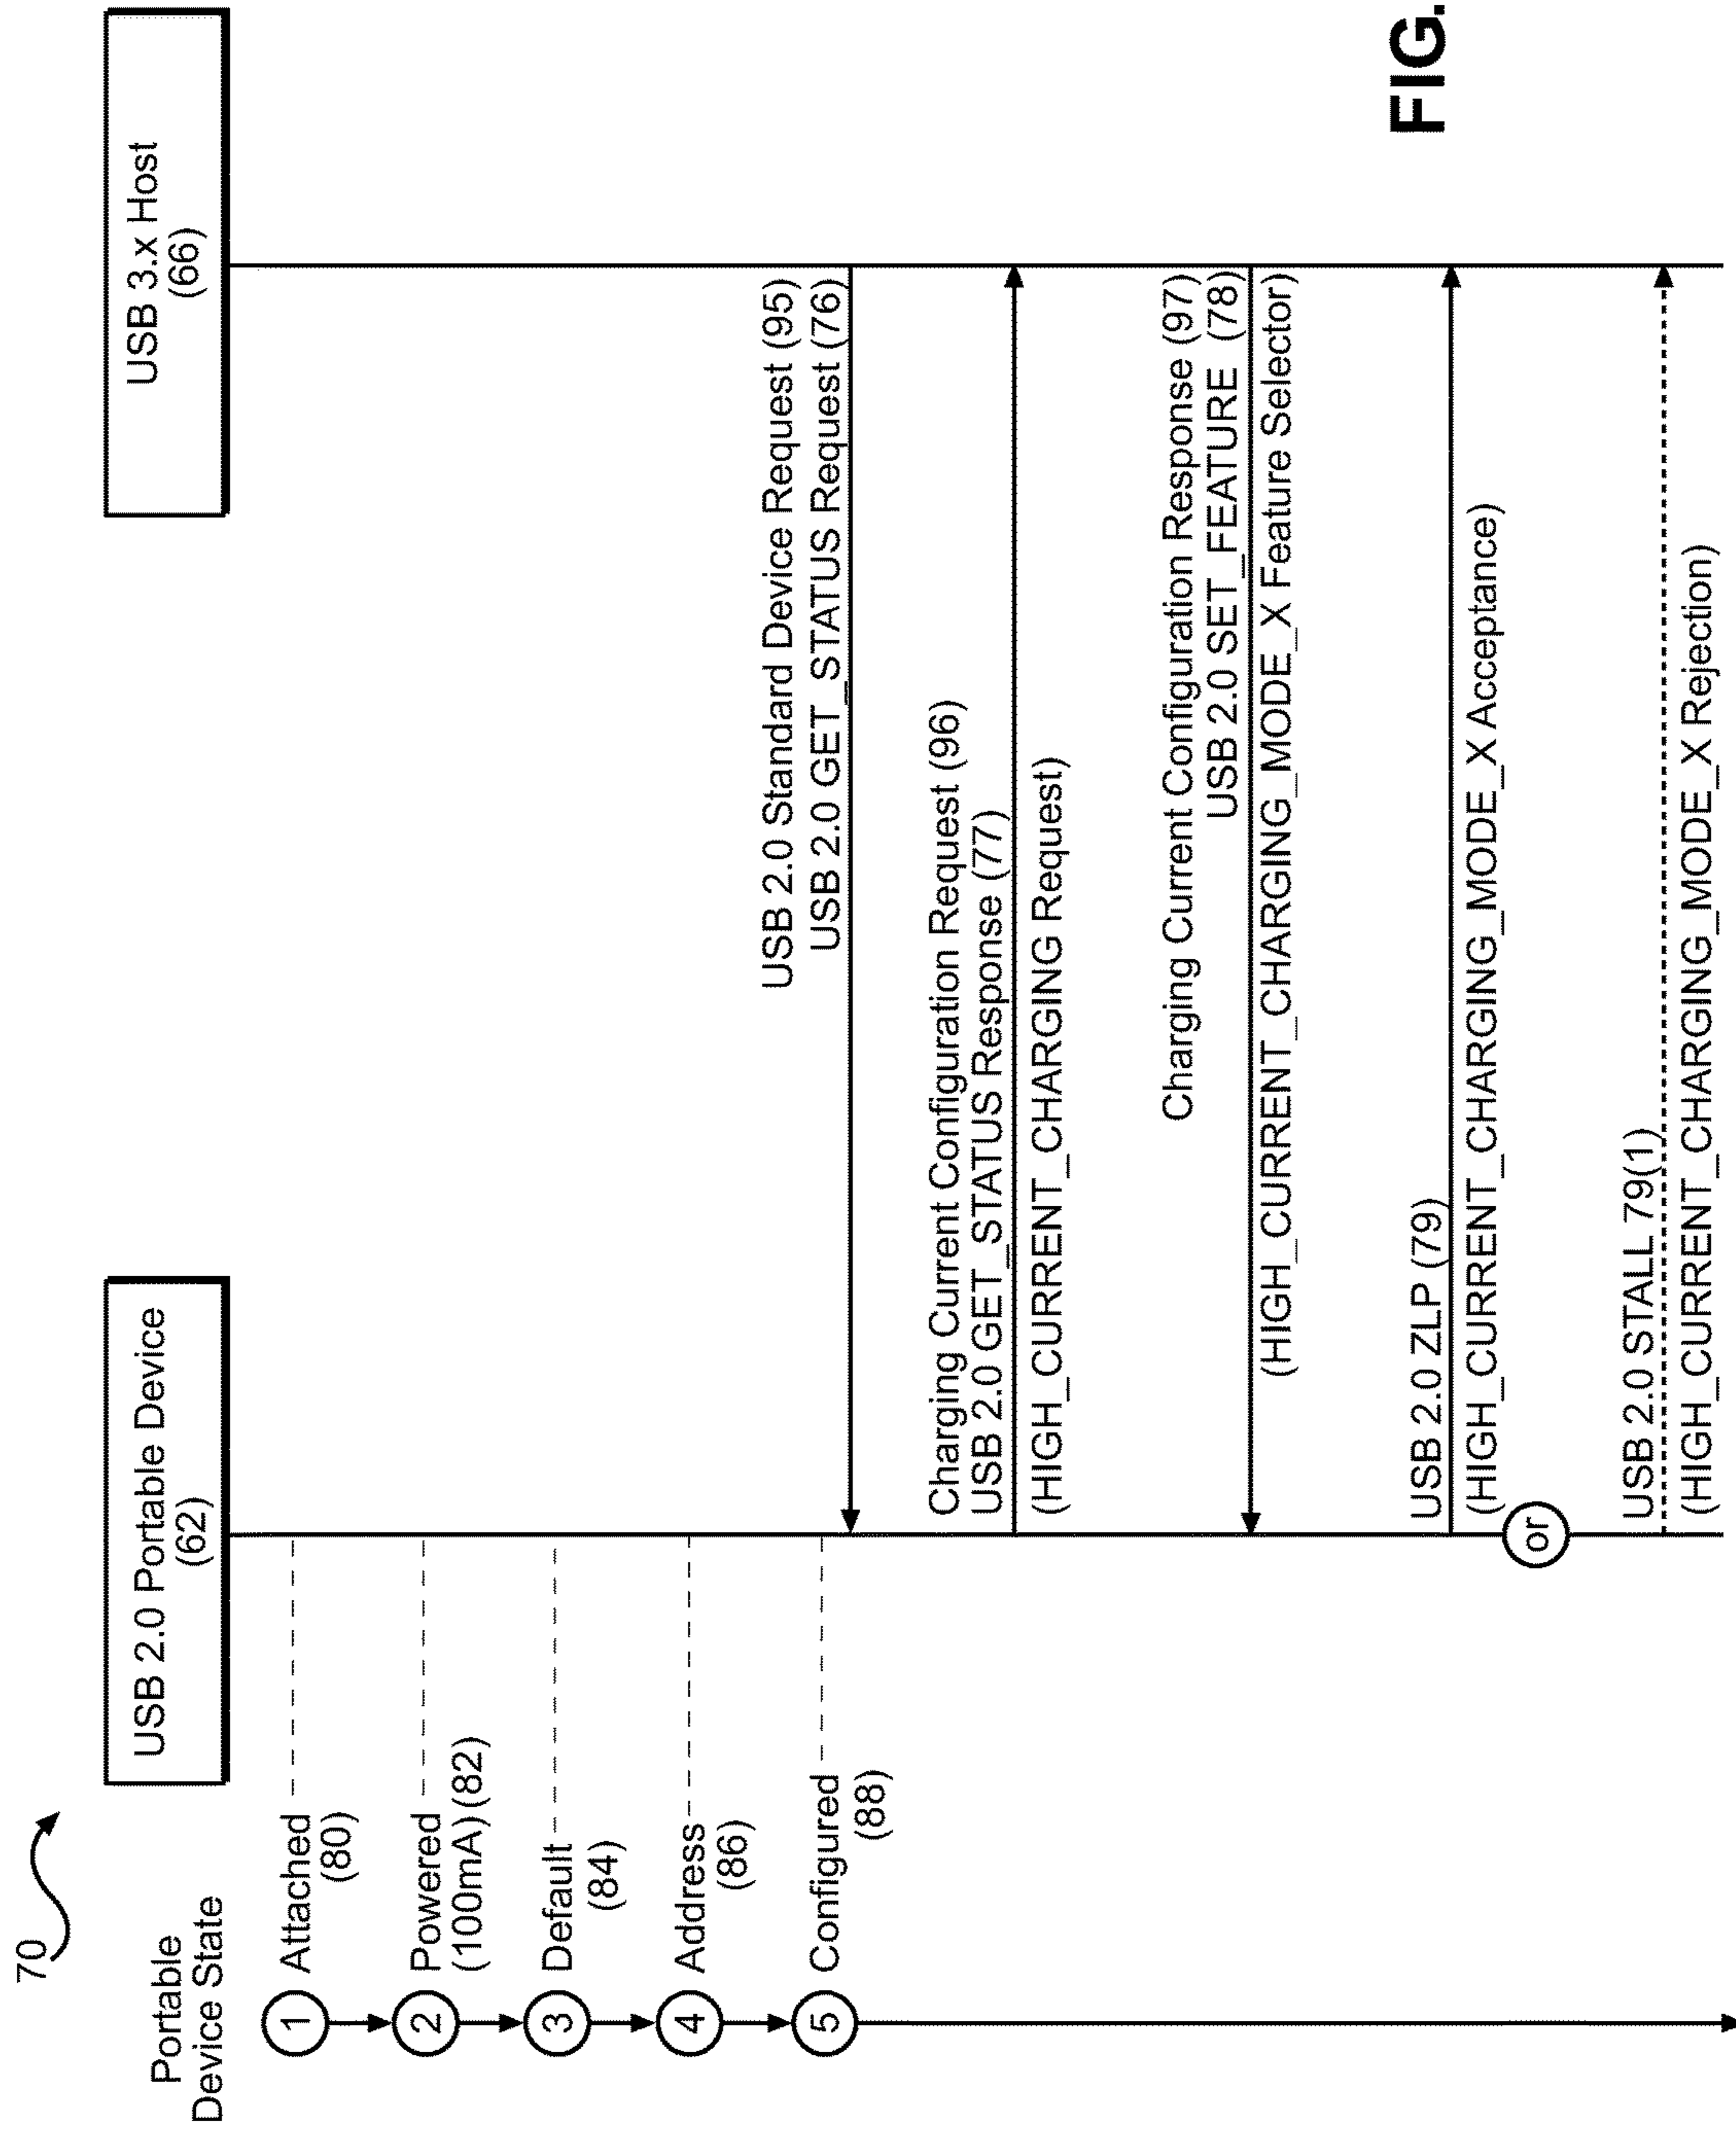 70
Portable
Device State
USB 2.0 Portable Device
(62)
USB 3.x Host
(66)
1
Attached
(80)
2
Powered
(100mA) (82)
3
Default
(84)
4
Address
(86)
5
Configured
(88)
USB 2.0 Standard Device Request (95)
USB 2.0 GET_STATUS Request (76)
Charging Current Configuration Request (96)
USB 2.0 GET_STATUS Response (77)
(HIGH_CURRENT_CHARGING Request)
Charging Current Configuration Response (97)
USB 2.0 SET_FEATURE (78)
(HIGH_CURRENT_CHARGING_MODE_X Feature Selector)
USB 2.0 ZLP (79)
(HIGH_CURRENT_CHARGING_MODE_X Acceptance)
or
USB 2.0 STALL 79(1)
(HIGH_CURRENT_CHARGING_MODE_X Rejection)
FIG.